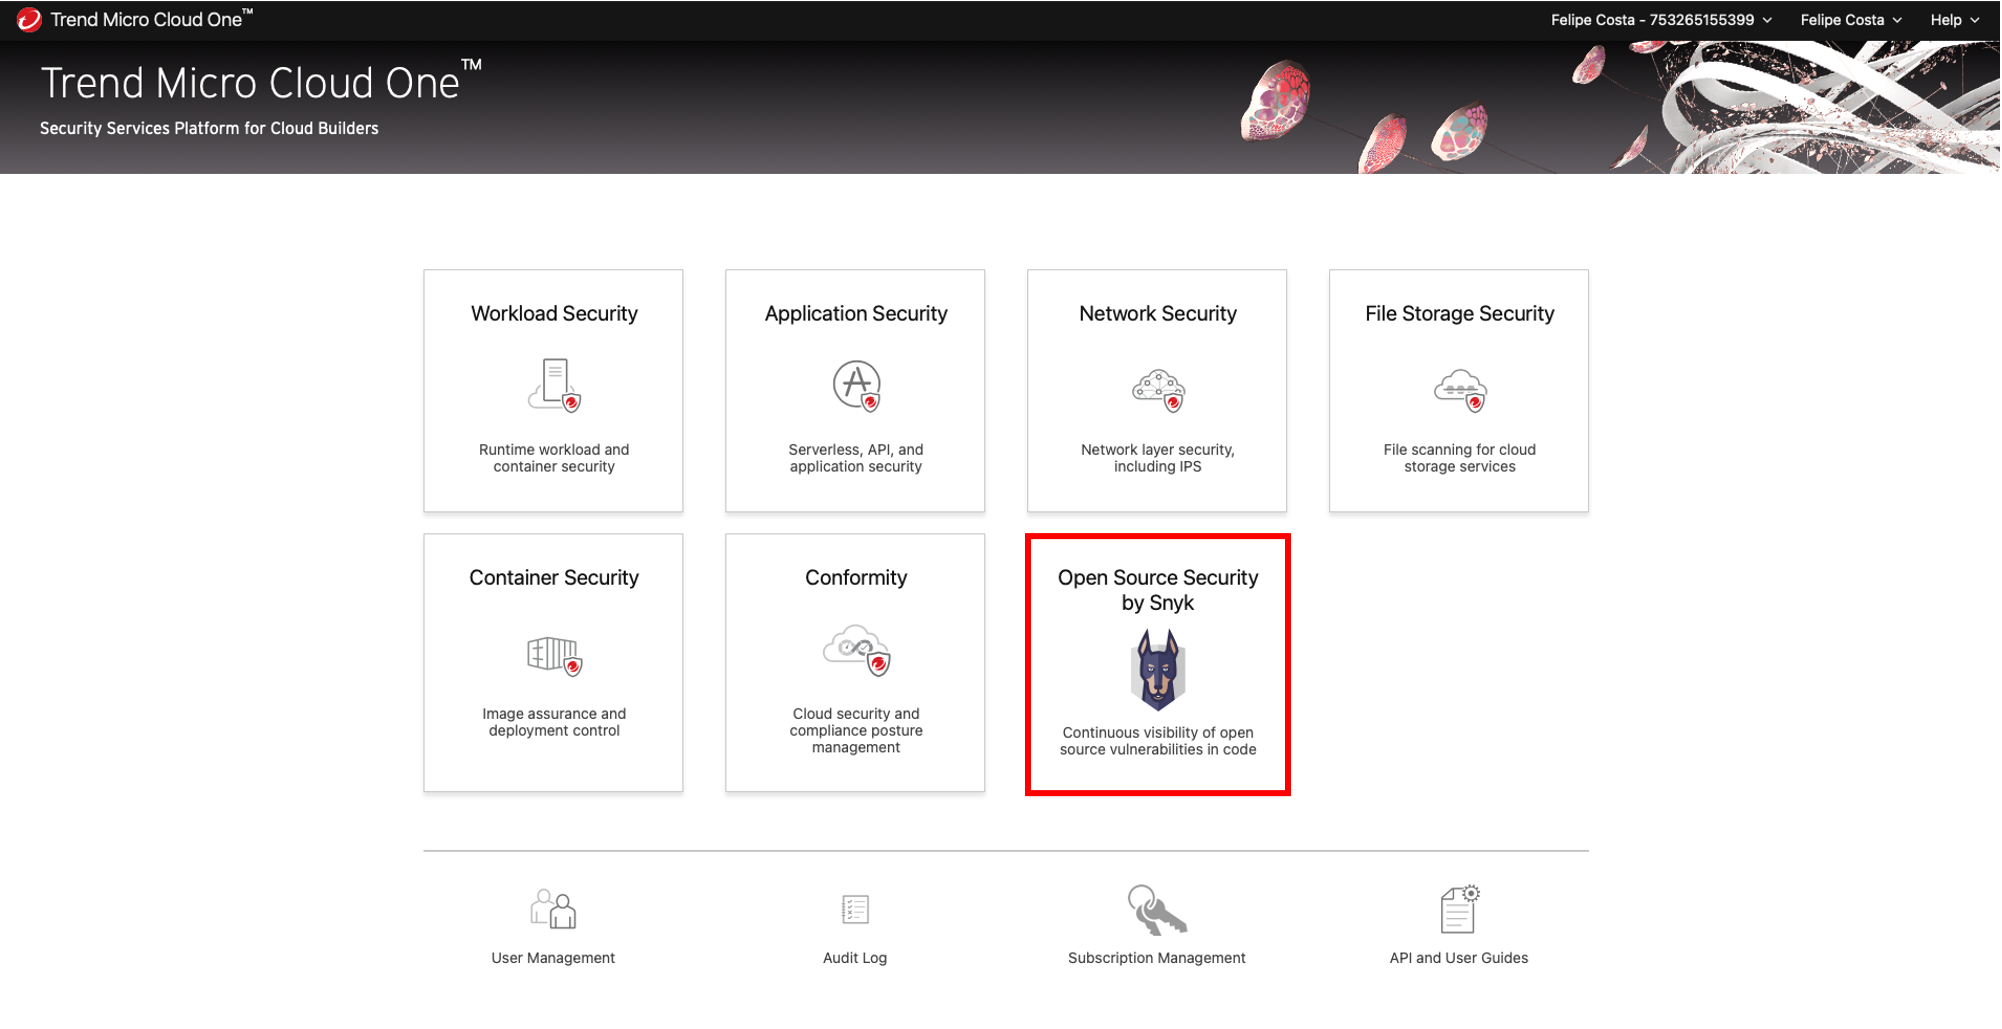 Trend Micro Cloud One™
Felipe Costa - 753265155399
Felipe Costa
Help
Trend Micro Cloud One™
Security Services Platform for Cloud Builders
Workload Security
Runtime workload and
container security
Application Security
Serverless, API, and
application security
Network Security
Network layer security,
including IPS
File Storage Security
File scanning for cloud
storage services
Container Security
Image assurance and
deployment control
Conformity
Cloud security and
compliance posture
management
Open Source Security
by Snyk
Continuous visibility of open
source vulnerabilities in code
User Management
Audit Log
Subscription Management
API and User Guides